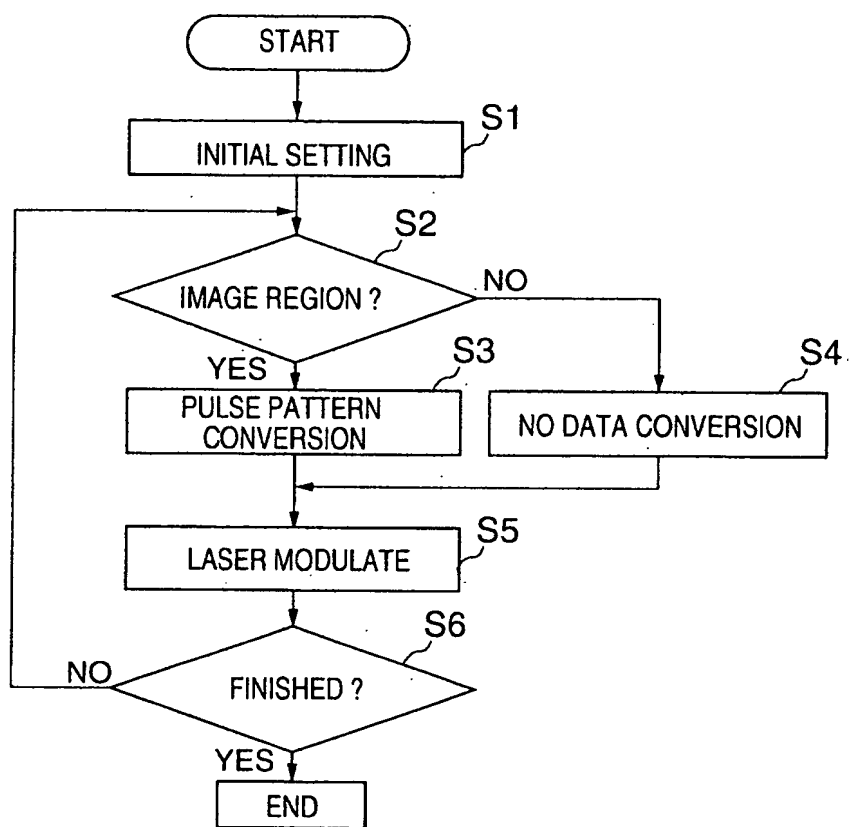 START
S1
INITIAL SETTING
S2
IMAGE REGION ?
NO
YES
S3
PULSE PATTERN
CONVERSION
S4
NO DATA CONVERSION
S5
LASER MODULATE
S6
NO
FINISHED ?
YES
END